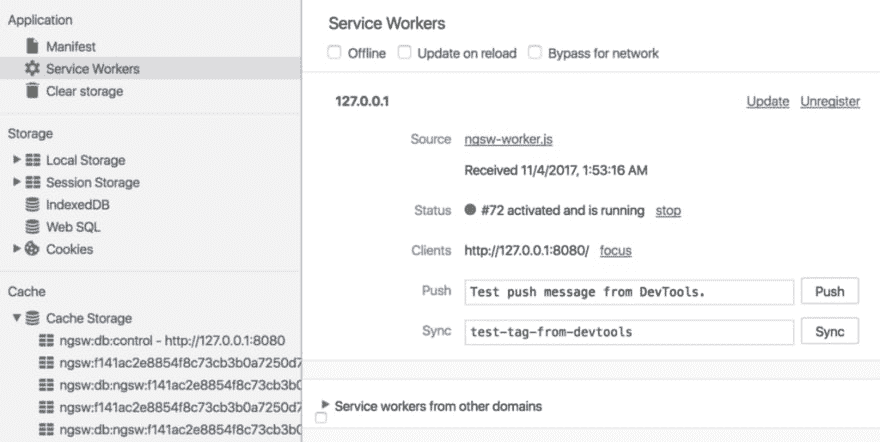 Application
Manifest
Service Workers
Clear storage
Storage
Local Storage
Session Storage
IndexedDB
Web SQL
Cookies
Cache
Cache Storage
ngsw:db:control - http://127.0.0.1:8080
ngsw:f141ac2e8854f8c73cb3b0a7250d7
ngsw:db:ngsw:f141ac2e8854f8c73cb3b0
ngsw:f141ac2e8854f8c73cb3b0a7250d7
ngsw:db:ngsw:f141ac2e8854f8c73cb3b0
Service Workers
Offline Update on reload Bypass for network
127.0.0.1 Update Unregister
Source ngsw-worker.js
Received 11/4/2017, 1:53:16 AM
Status #72 activated and is running stop
Clients http://127.0.0.1:8080/ focus
Push Test push message from DevTools. Push
Sync test-tag-from-devtools Sync
Service workers from other domains